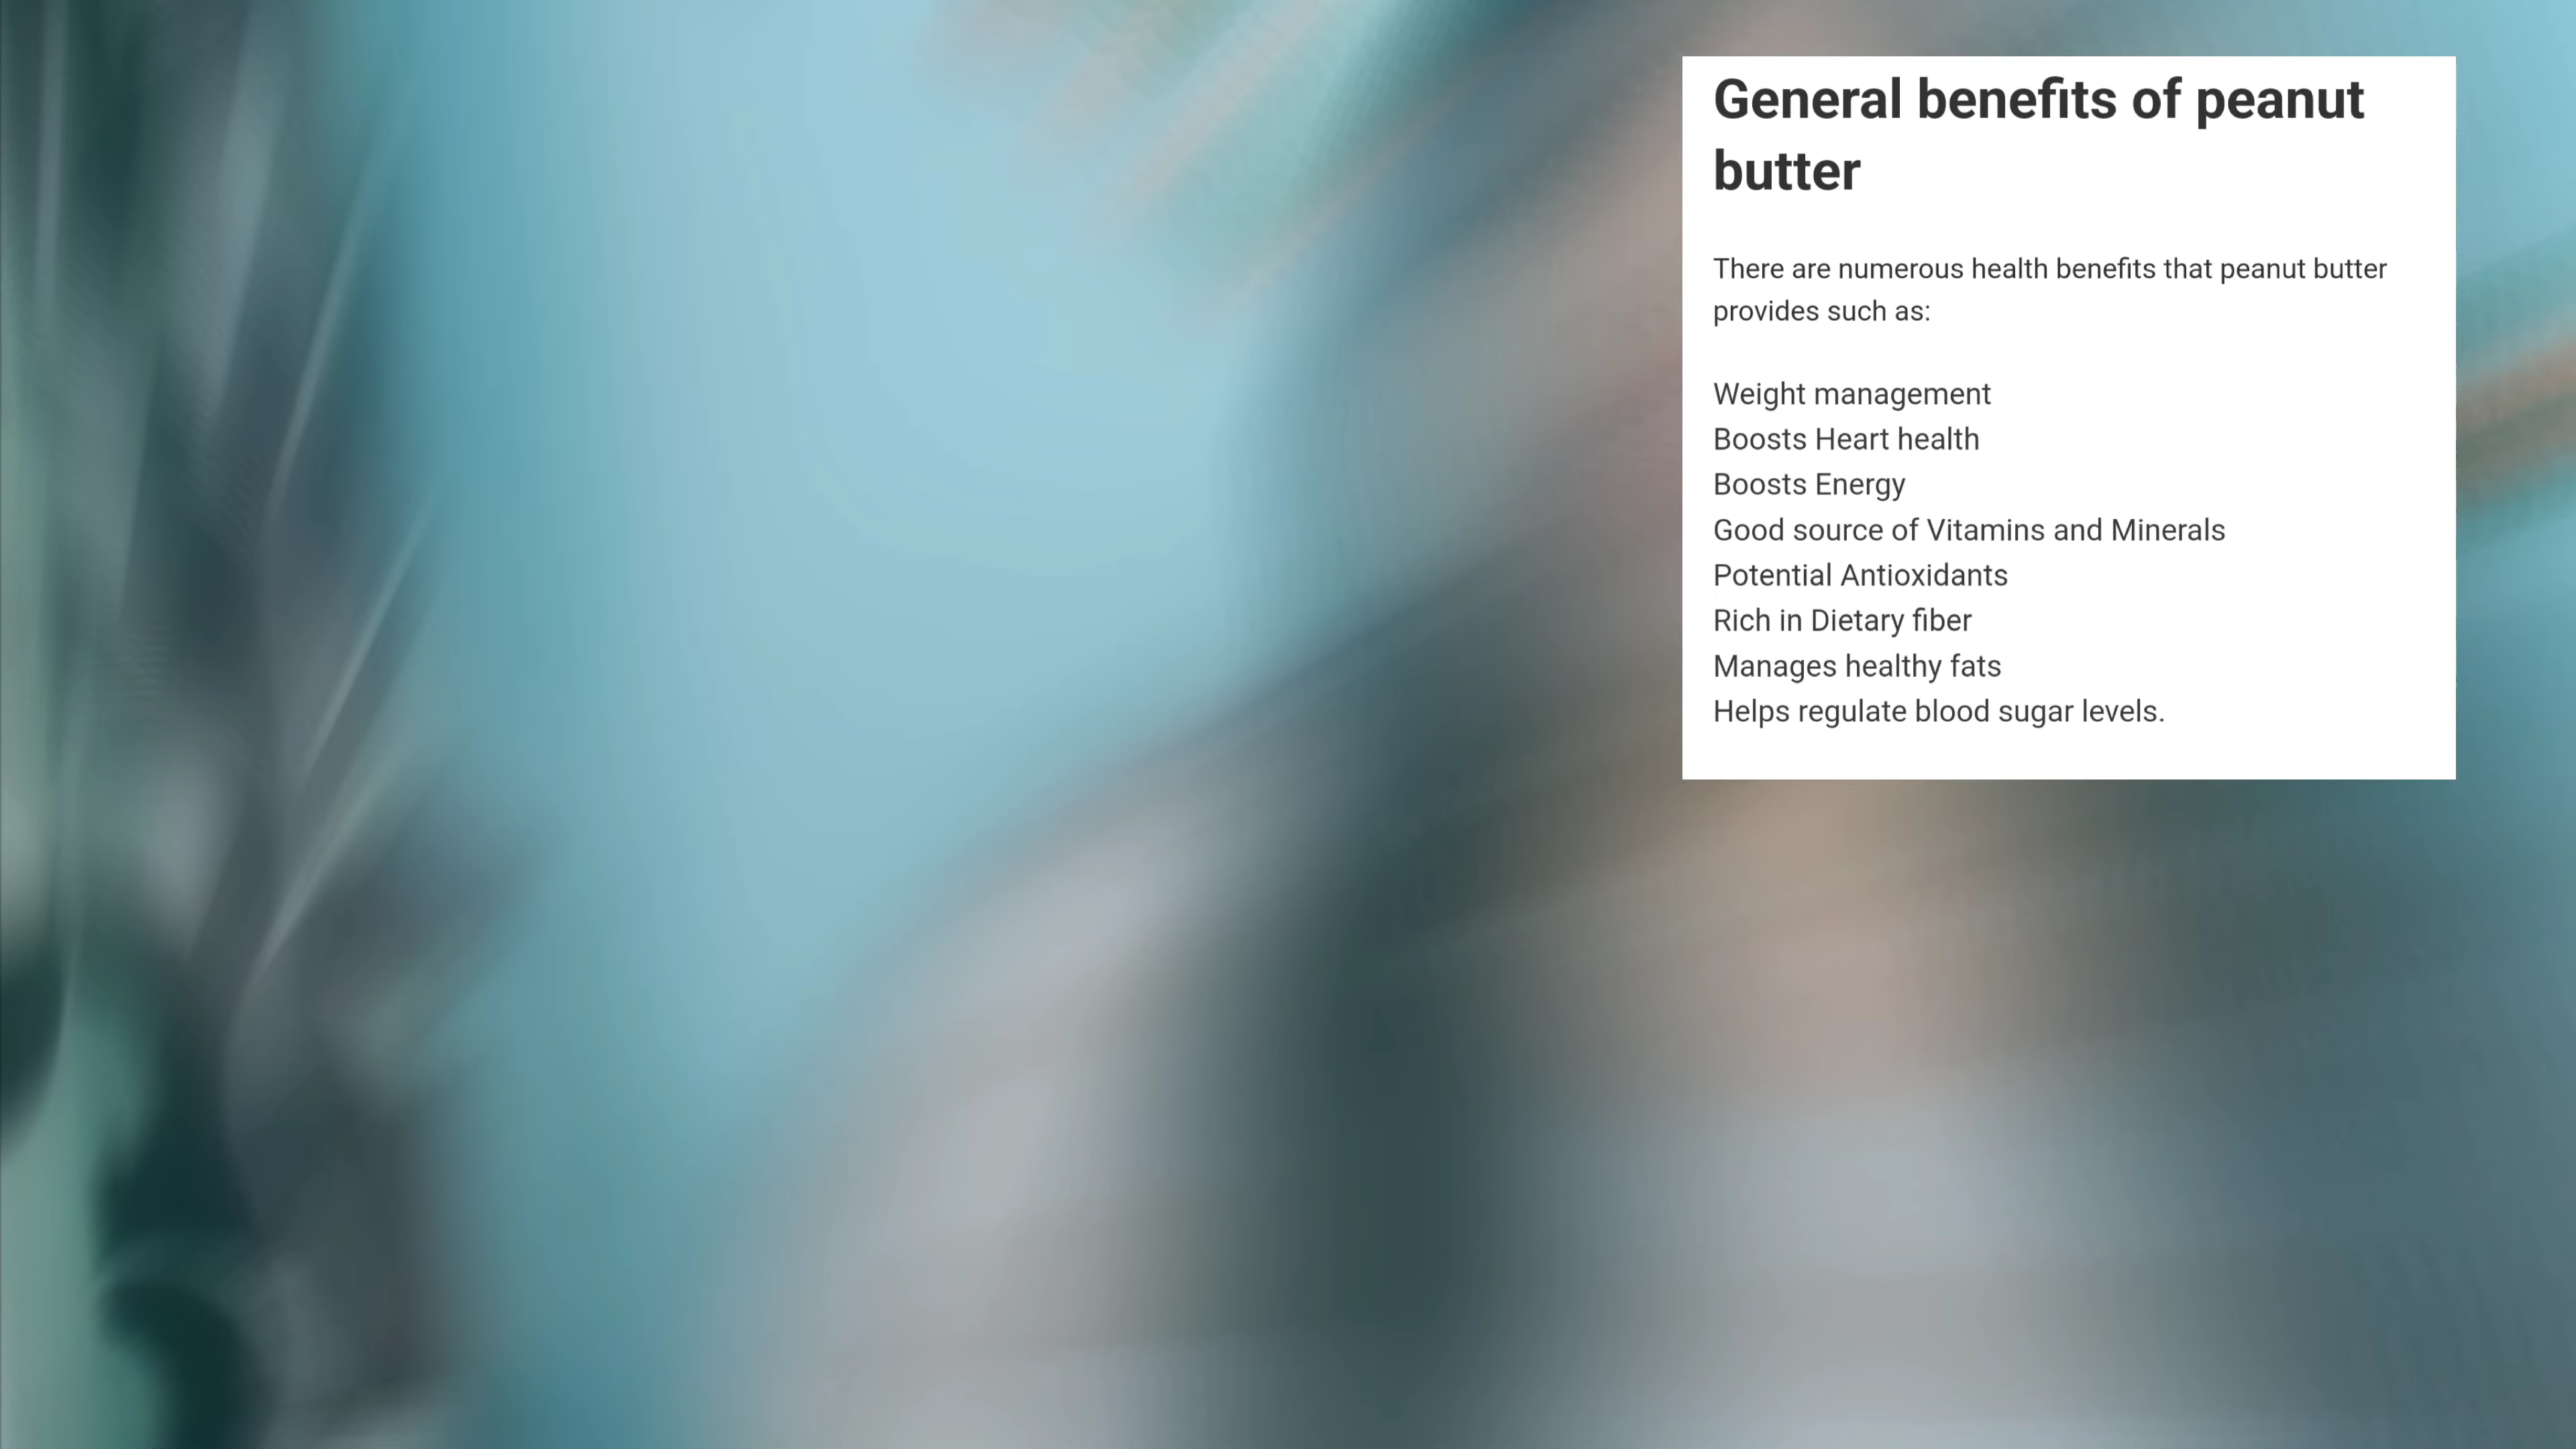 General benefits of peanut
butter
There are numerous health benefits that peanut butter
provides such as:
Weight management
Boosts Heart health
Boosts Energy
Good source of Vitamins and Minerals
Potential Antioxidants
Rich in Dietary fiber
Manages healthy fats
Helps regulate blood sugar levels.